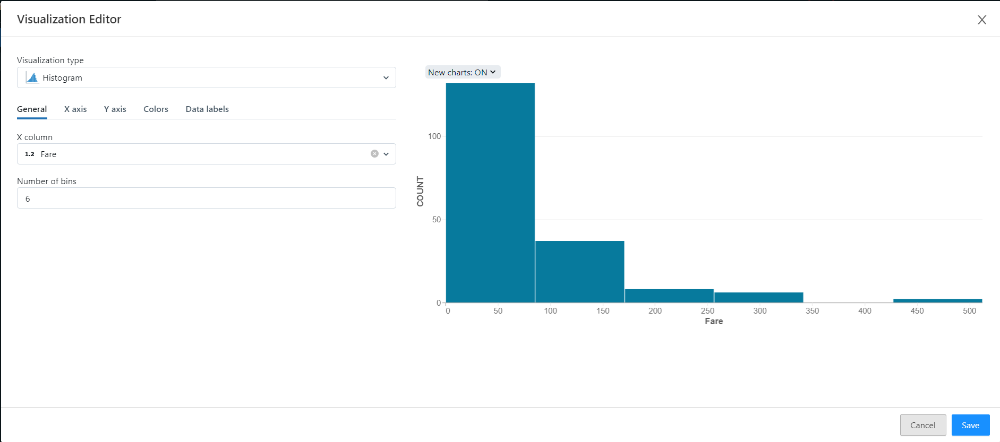 Visualization Editor
Visualization type
Histogram
General X axis Y axis Colors Data labels
X column
1.2 Fare
Number of bins
6
New charts: ON
100
50
0
COUNT
0 50 100 150 200 250 300 350 400 450 500
Fare
Cancel Save